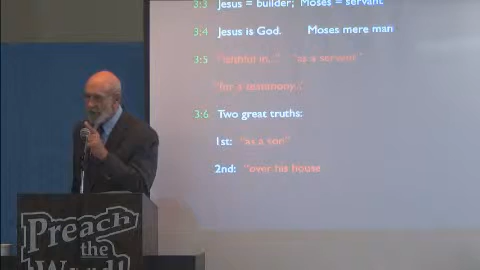 3:3 Jesus = builder; Moses = servant
3:4 Jesus is God. Moses mere man
3:5 "faithful in.." "as a servant"
"for a testimony.."
3:6 Two great truths:
1st: "as a son"
2nd: "over his house
Preach
the
Word!